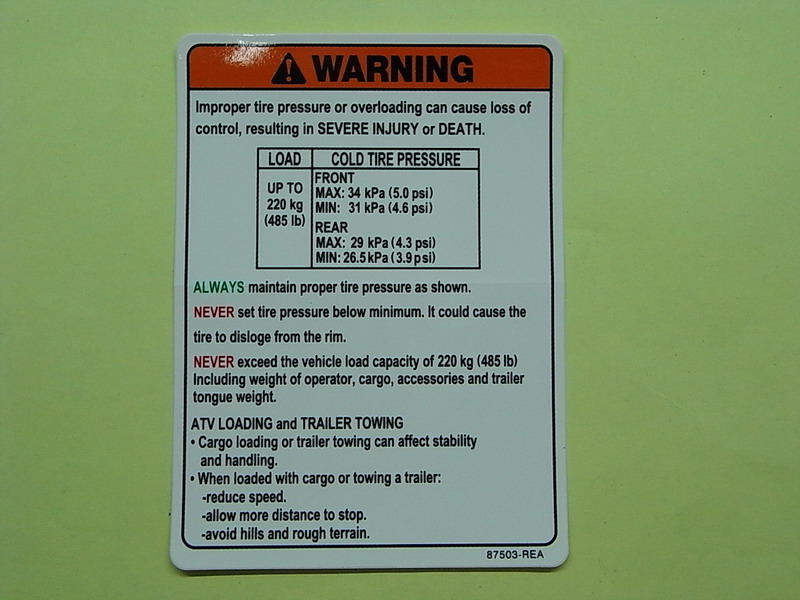 WARNING
Improper tire pressure or overloading can cause loss of
control, resulting in SEVERE INJURY or DEATH.
LOAD COLD TIRE PRESSURE
UP TO
220 kg
(485 lb)
FRONT
MAX: 34 kPa (5.0 psi)
MIN: 31 kPa (4.6 psi)
REAR
MAX: 29 kPa (4.3 psi)
MIN: 26.5 kPa (3.9 psi)
ALWAYS maintain proper tire pressure as shown.
NEVER set tire pressure below minimum. It could cause the
tire to disloge from the rim.
NEVER exceed the vehicle load capacity of 220 kg (485 lb)
Including weight of operator, cargo, accessories and trailer
tongue weight.
ATV LOADING and TRAILER TOWING
• Cargo loading or trailer towing can affect stability
and handling.
• When loaded with cargo or towing a trailer:
-reduce speed.
-allow more distance to stop.
-avoid hills and rough terrain.
87503-REA